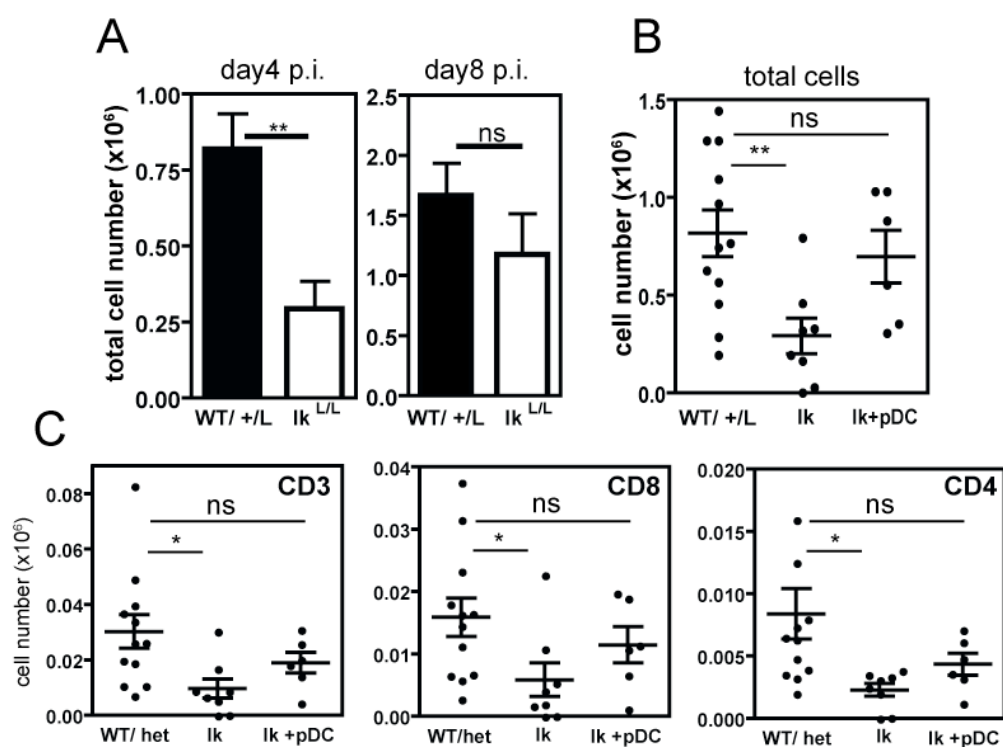 A
B
day4 p.i.
day8 p.i.
total cells
total cell number (x10⁶)
1.00
0.75
0.50
0.25
0.00
**
WT/ +/L
Ik L/L
2.5
2.0
1.5
1.0
0.5
0.0
ns
WT/ +/L
Ik L/L
cell number (x10⁶)
1.5
1.0
0.5
0.0
ns
**
WT/ +/L
Ik
Ik+pDC
C
cell number (x10⁶)
0.08
0.06
0.04
0.02
0.00
CD3
ns
*
WT/ het
Ik
Ik +pDC
0.04
0.03
0.02
0.01
0.00
CD8
ns
*
WT/het
Ik
Ik +pDC
0.020
0.015
0.010
0.005
0.000
CD4
ns
*
WT/ het
Ik
Ik +pDC